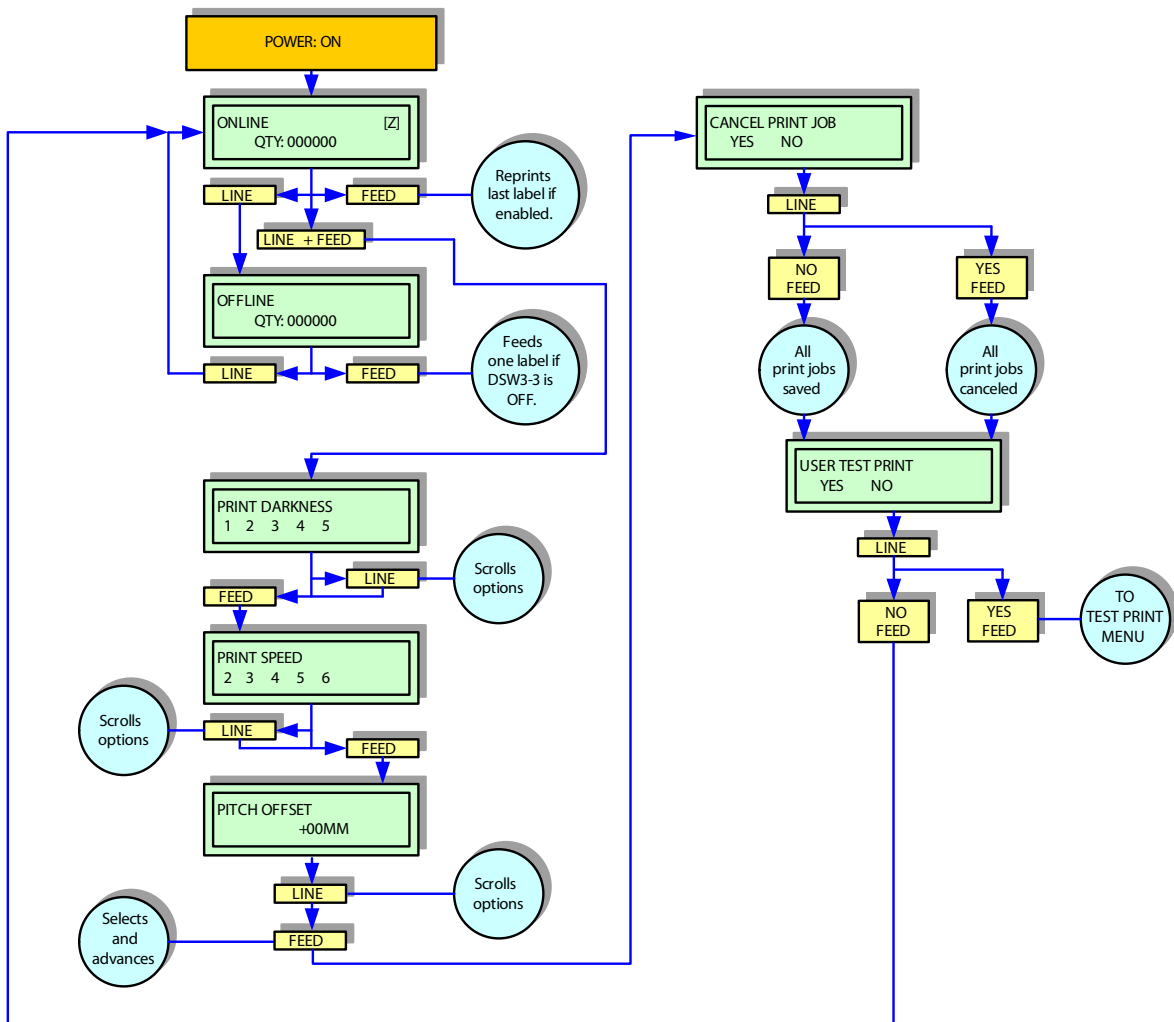 POWER: ON
ONLINE [Z]
QTY: 000000
LINE
FEED
Reprints
last label if
enabled.
LINE + FEED
OFFLINE
QTY: 000000
LINE
FEED
Feeds
one label if
DSW3-3 is
OFF.
PRINT DARKNESS
1 2 3 4 5
LINE
Scrolls
options
FEED
PRINT SPEED
2 3 4 5 6
Scrolls
options
LINE
FEED
PITCH OFFSET
+00MM
LINE
Scrolls
options
Selects
and
advances
FEED
CANCEL PRINT JOB
YES NO
LINE
NO
FEED
YES
FEED
All
print jobs
saved
All
print jobs
canceled
USER TEST PRINT
YES NO
LINE
NO
FEED
YES
FEED
TO
TEST PRINT
MENU